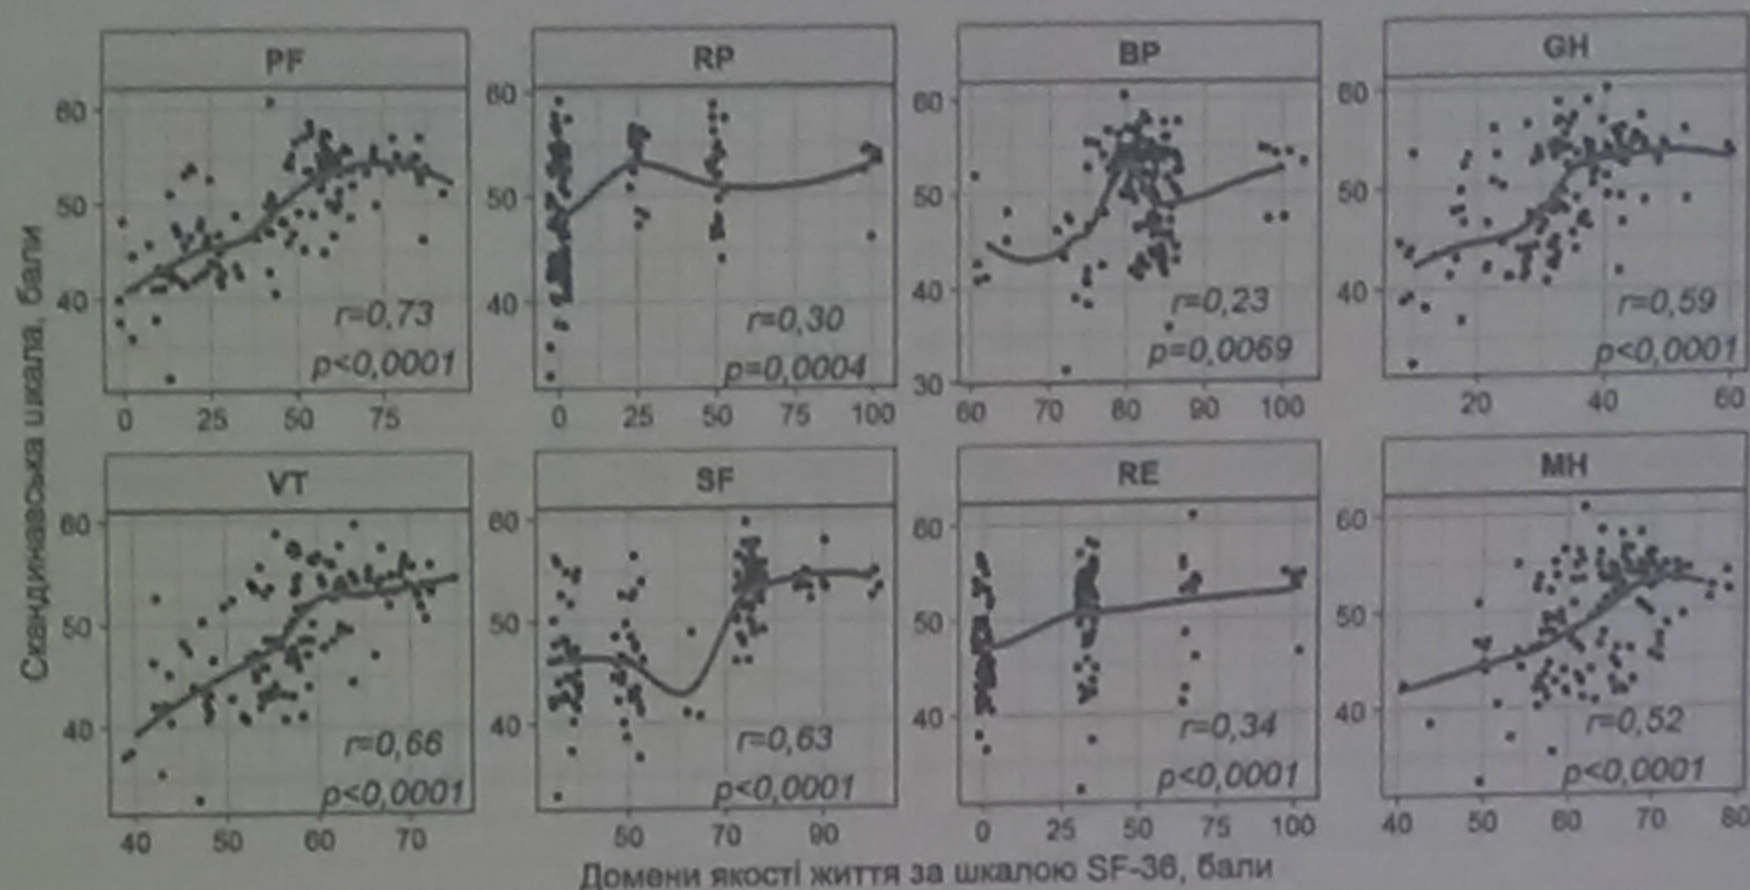 Скандинавська шкала, бали
PF
60
50
40
r=0,73
p<0,0001
0 25 50 75
RP
60
50
40
r=0,30
p=0,0004
0 25 50 75 100
BP
60
50
40
30
r=0,23
p=0,0069
60 70 80 90 100
GH
60
50
40
r=0,59
p<0,0001
20 40 60
VT
60
50
40
r=0,66
p<0,0001
40 50 60 70
SF
60
50
40
r=0,63
p<0,0001
50 70 90
RE
60
50
40
r=0,34
p<0,0001
0 25 50 75 100
MH
60
50
40
r=0,52
p<0,0001
40 50 60 70 80
Домени якості життя за шкалою SF-36, бали